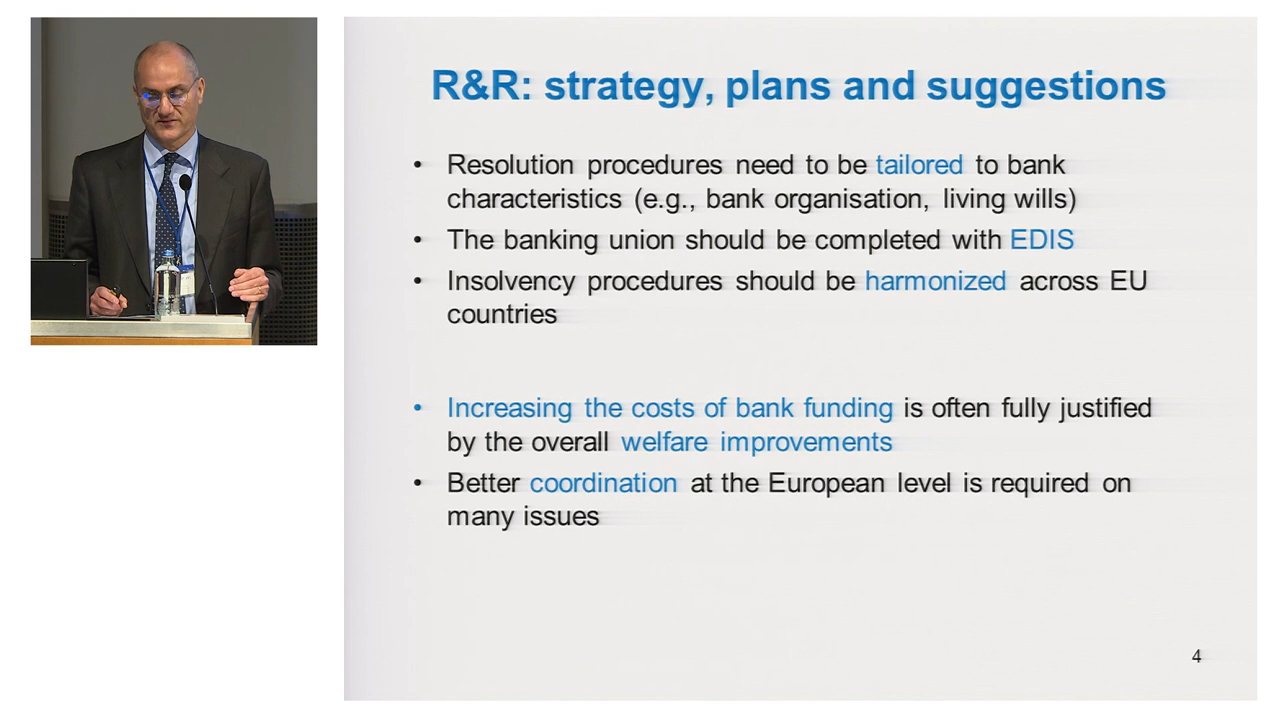 R&R: strategy, plans and suggestions
• Resolution procedures need to be tailored to bank
characteristics (e.g., bank organisation, living wills)
• The banking union should be completed with EDIS
• Insolvency procedures should be harmonized across EU
countries
• Increasing the costs of bank funding is often fully justified
by the overall welfare improvements
• Better coordination at the European level is required on
many issues
4